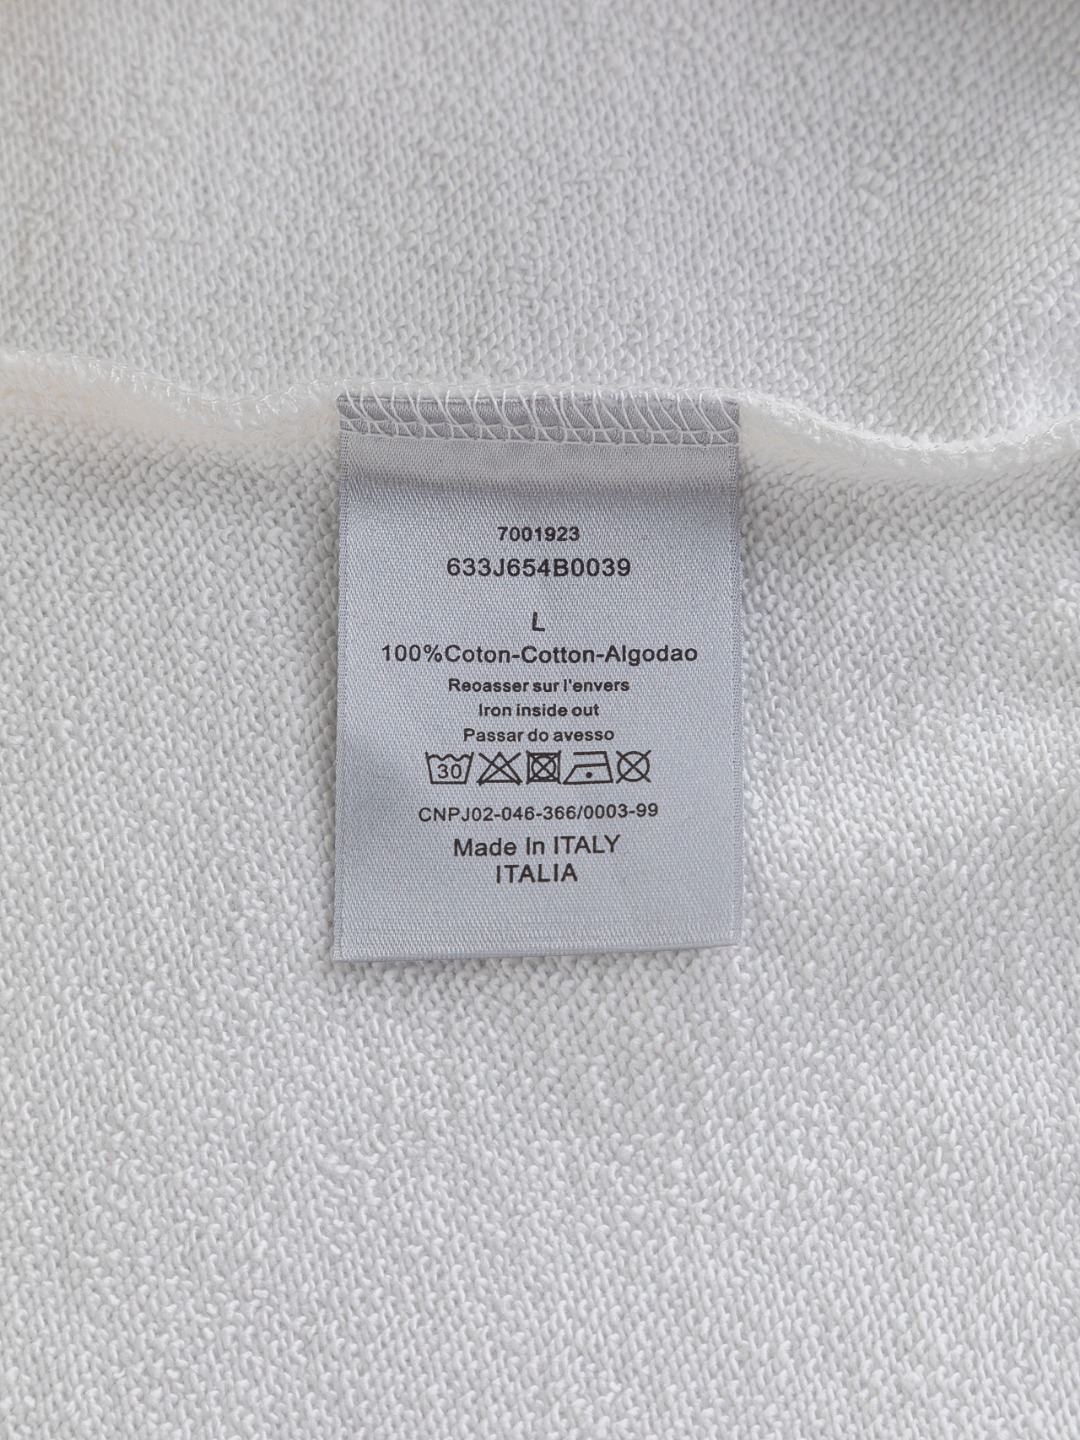 7001923
633J654B0039
L
100%Coton-Cotton-Algodao
Reoasser sur l'envers
Iron inside out
Passar do avesso
30
CNPJ02-046-366/0003-99
Made In ITALY
ITALIA